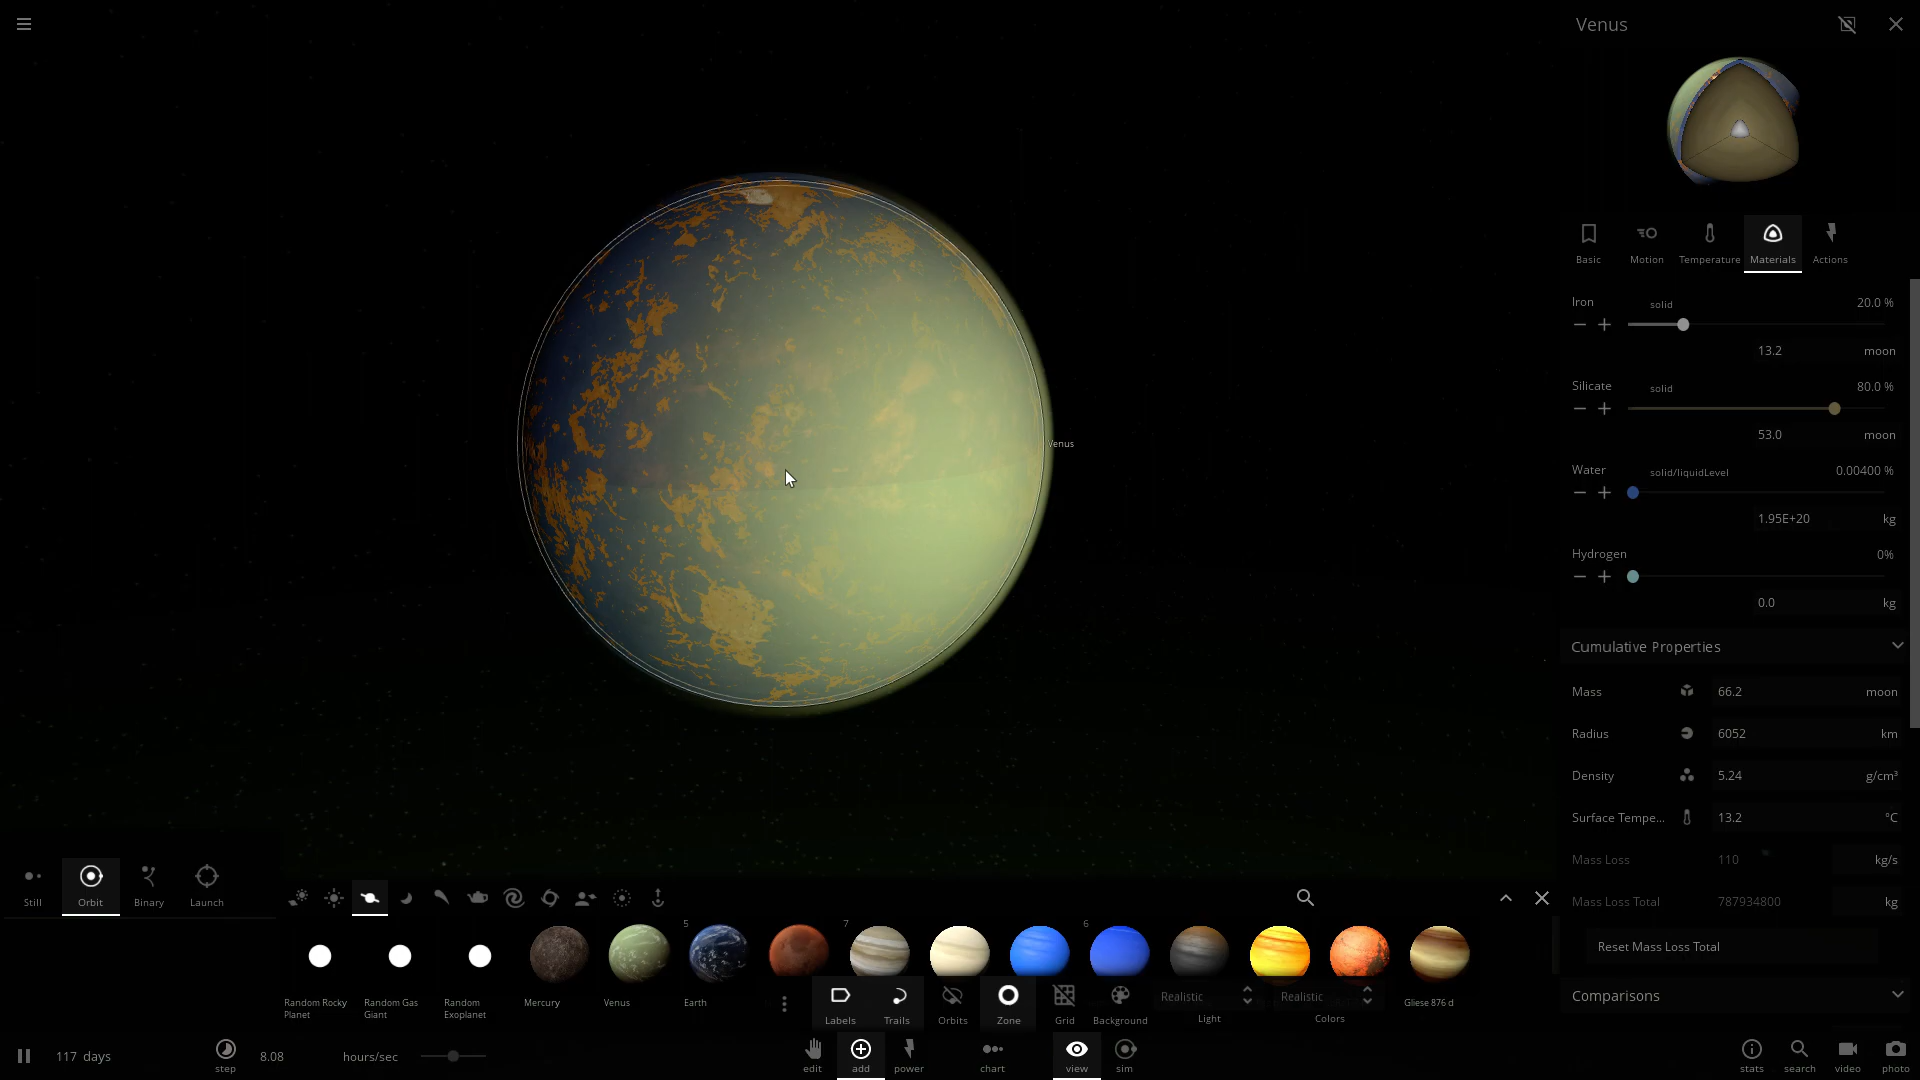 Venus
Basic
Motion
Temperature
Materials
Actions
Iron solid 20.0 %
13.2 moon
Silicate solid 80.0 %
53.0 moon
Venus
Water solid/liquidLevel 0.00400 %
1.95E+20 kg
Hydrogen 0%
0.0 kg
Cumulative Properties
Mass 66.2 moon
Radius 6052 km
Density 5.24 g/cm³
Surface Tempe... 13.2 °C
Mass Loss 110 kg/s
Mass Loss Total 787934800 kg
Reset Mass Loss Total
Comparisons
Still
Orbit
Binary
Launch
5
7
6
Random Rocky
Planet
Random Gas
Giant
Random
Exoplanet
Mercury
Venus
Earth
Gliese 876 d
Labels
Trails
Orbits
Zone
Grid
Background
Realistic
Light
Realistic
Colors
117 days
step
8.08 hours/sec
edit
add
power
chart
view
sim
stats
search
video
photo